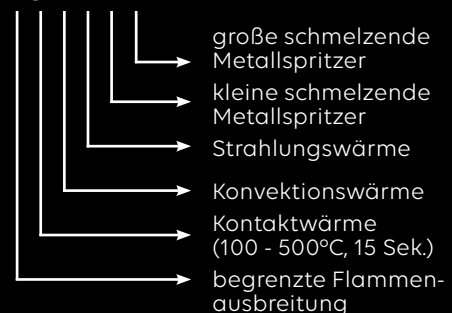 große schmelzende
Metallspritzer
kleine schmelzende
Metallspritzer
Strahlungswärme
Konvektionswärme
Kontaktwärme
(100 - 500°C, 15 Sek.)
begrenzte Flammen-
ausbreitung